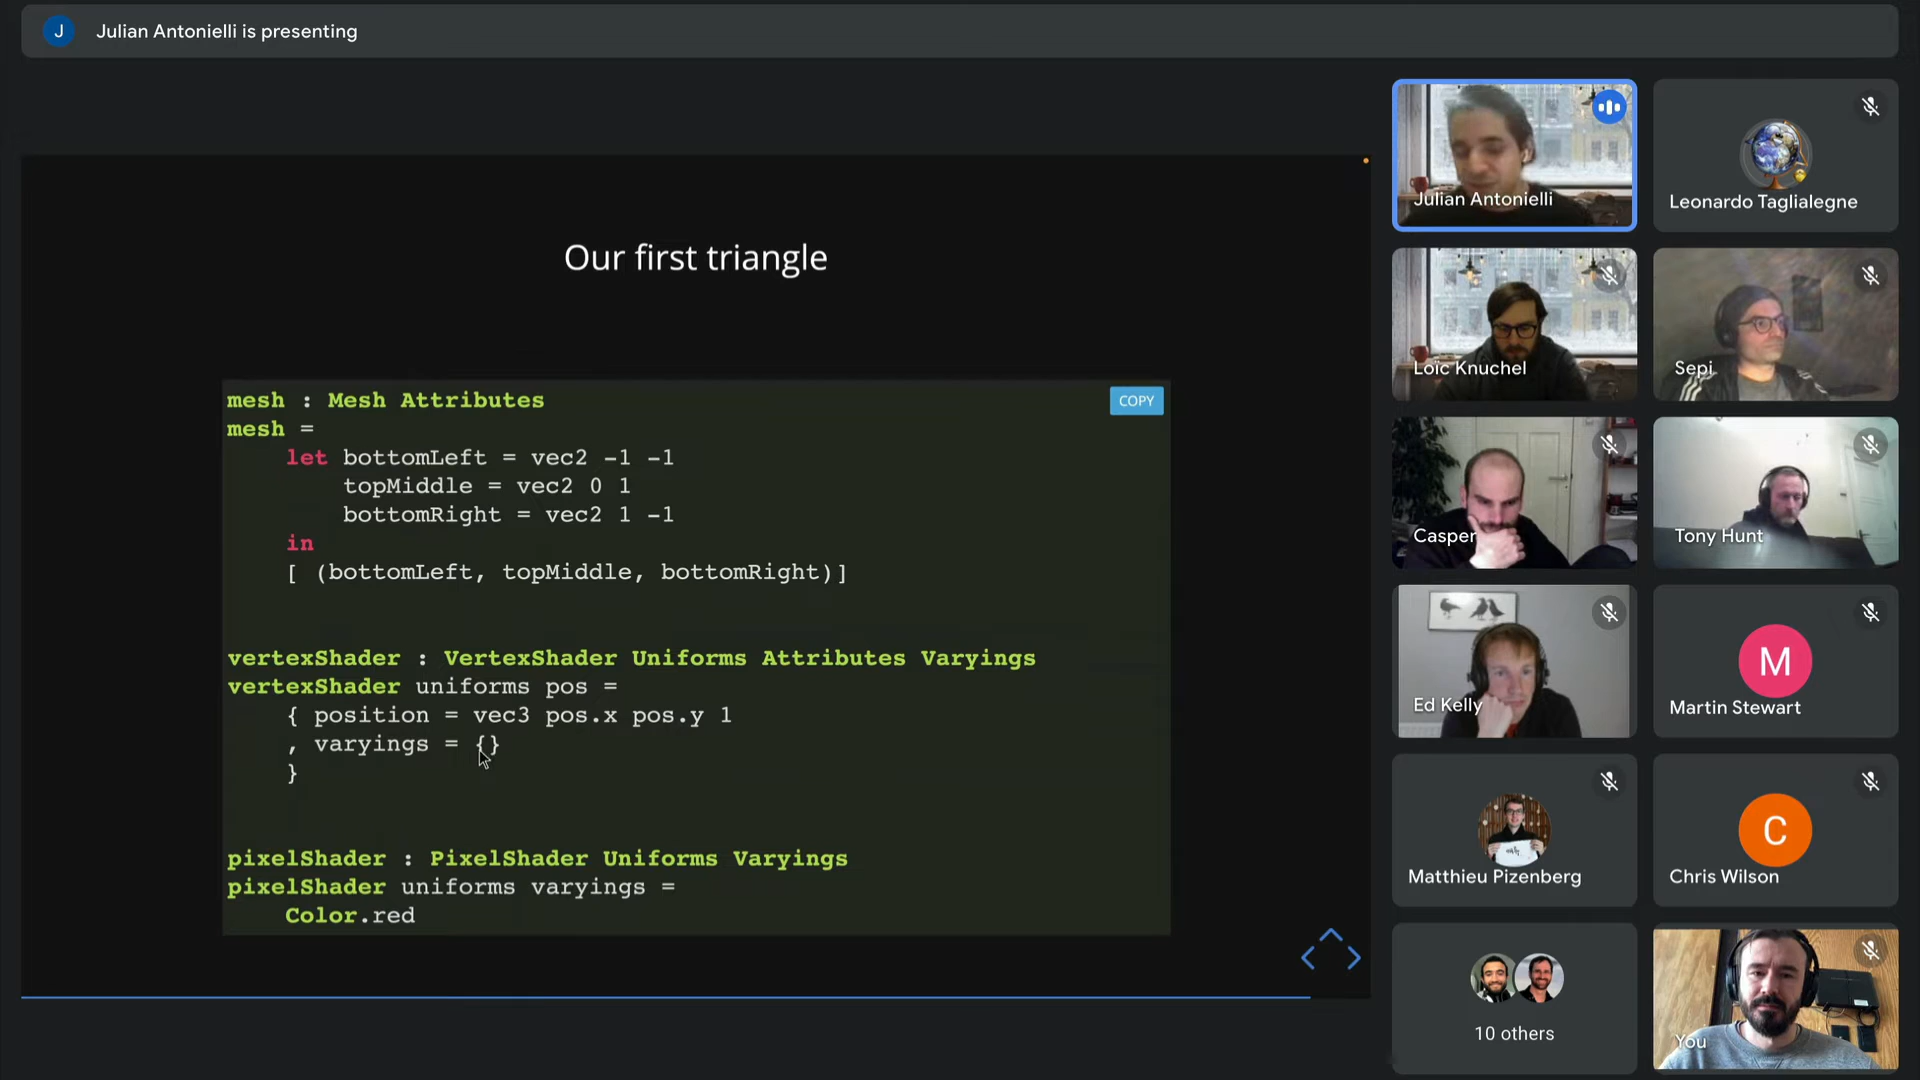 J Julian Antonielli is presenting
Our first triangle
COPY
mesh : Mesh Attributes
mesh =
    let bottomLeft = vec2 -1 -1
        topMiddle = vec2 0 1
        bottomRight = vec2 1 -1
    in
    [ (bottomLeft, topMiddle, bottomRight)]
vertexShader : VertexShader Uniforms Attributes Varyings
vertexShader uniforms pos =
    { position = vec3 pos.x pos.y 1
    , varyings = {}
    }
pixelShader : PixelShader Uniforms Varyings
pixelShader uniforms varyings =
    Color.red
Julian Antonielli
Leonardo Taglialegne
Loïc Knuchel
Sepi
Casper
Tony Hunt
Ed Kelly
M
Martin Stewart
Matthieu Pizenberg
C
Chris Wilson
10 others
You